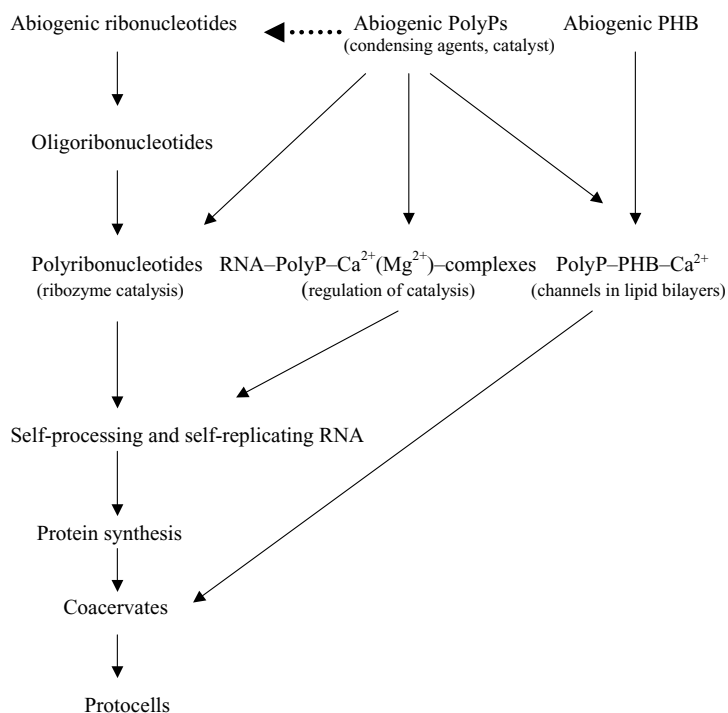 Abiogenic ribonucleotides
Abiogenic PolyPs
(condensing agents, catalyst)
Abiogenic PHB
Oligoribonucleotides
Polyribonucleotides
(ribozyme catalysis)
RNA–PolyP–Ca²⁺(Mg²⁺)–complexes
(regulation of catalysis)
PolyP–PHB–Ca²⁺
(channels in lipid bilayers)
Self-processing and self-replicating RNA
Protein synthesis
Coacervates
Protocells